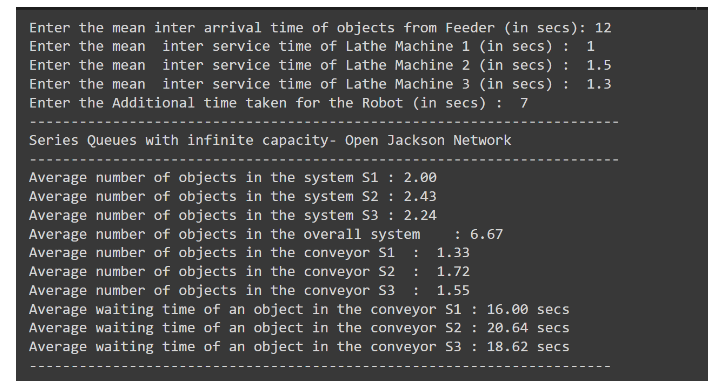 Enter the mean inter arrival time of objects from Feeder (in secs): 12
Enter the mean  inter service time of Lathe Machine 1 (in secs) :  1
Enter the mean  inter service time of Lathe Machine 2 (in secs) :  1.5
Enter the mean  inter service time of Lathe Machine 3 (in secs) :  1.3
Enter the Additional time taken for the Robot (in secs) :  7
-----------------------------------------------------------------------
Series Queues with infinite capacity- Open Jackson Network
-----------------------------------------------------------------------
Average number of objects in the system S1 : 2.00
Average number of objects in the system S2 : 2.43
Average number of objects in the system S3 : 2.24
Average number of objects in the overall system    : 6.67
Average number of objects in the conveyor S1  :  1.33
Average number of objects in the conveyor S2  :  1.72
Average number of objects in the conveyor S3  :  1.55
Average waiting time of an object in the conveyor S1 : 16.00 secs
Average waiting time of an object in the conveyor S2 : 20.64 secs
Average waiting time of an object in the conveyor S3 : 18.62 secs
----------------------------------------------------------------------